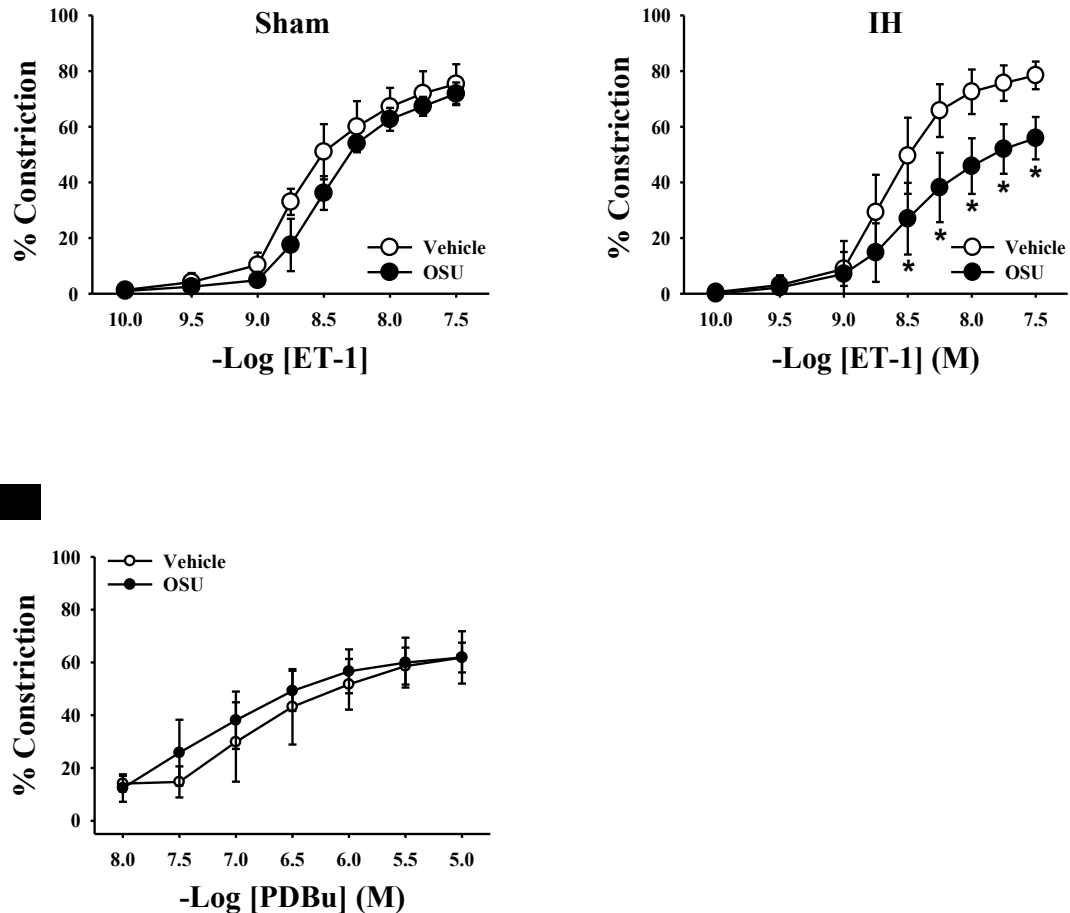 Sham
% Constriction
100
80
60
40
20
0
Vehicle
OSU
10.0 9.5 9.0 8.5 8.0 7.5
-Log [ET-1]
IH
% Constriction
100
80
60
40
20
0
Vehicle
OSU
* * * * *
10.0 9.5 9.0 8.5 8.0 7.5
-Log [ET-1] (M)
Vehicle
OSU
% Constriction
100
80
60
40
20
0
8.0 7.5 7.0 6.5 6.0 5.5 5.0
-Log [PDBu] (M)